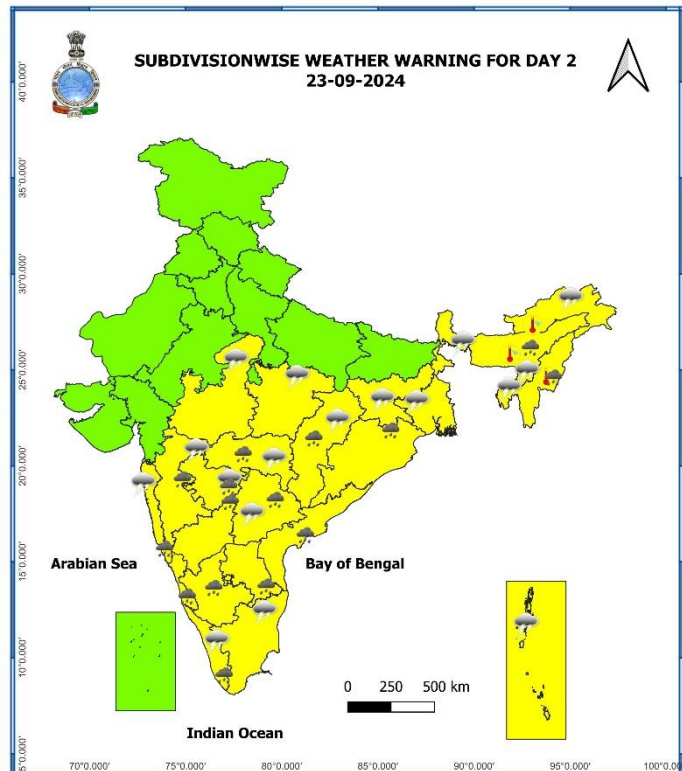 SUBDIVISIONWISE WEATHER WARNING FOR DAY 2
23-09-2024
40°0.000'
35°0.000'
30°0.000'
25°0.000'
20°0.000'
15°0.000'
10°0.000'
5°0.000'
Arabian Sea
Bay of Bengal
0 250 500 km
Indian Ocean
70°0.000' 75°0.000' 80°0.000' 85°0.000' 90°0.000' 95°0.000' 100°0.00